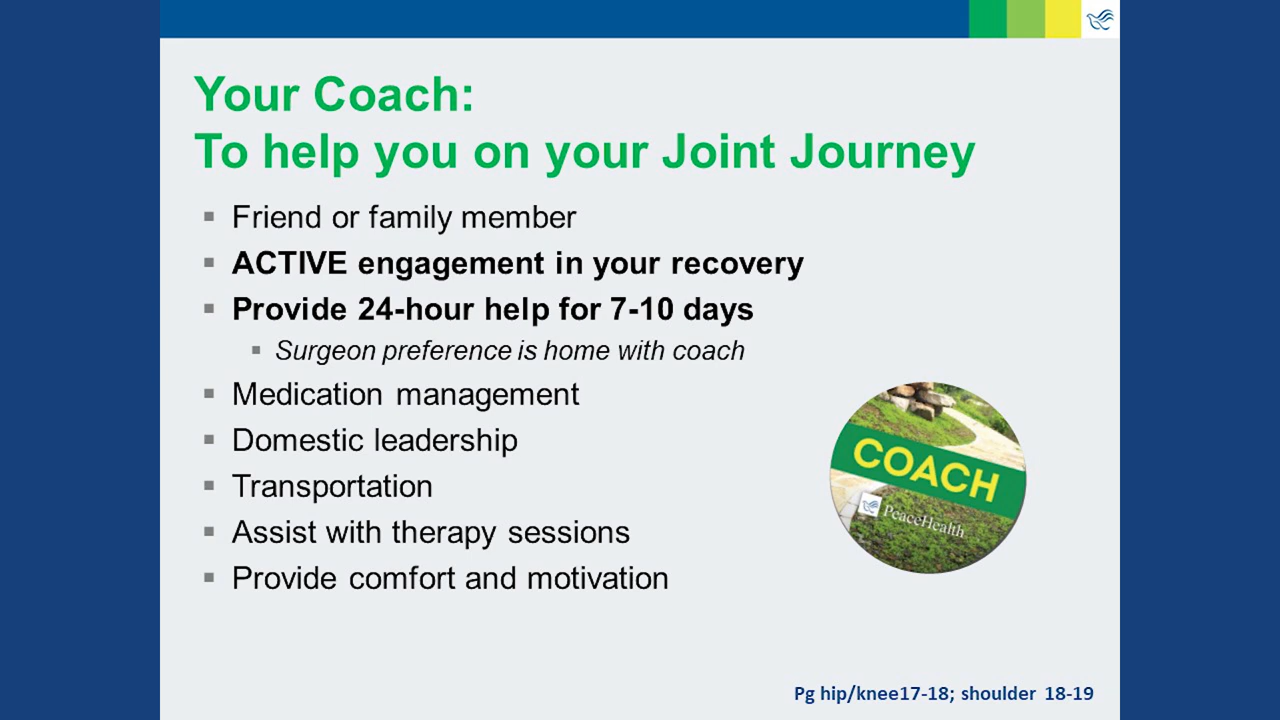 Your Coach:
To help you on your Joint Journey
Friend or family member
ACTIVE engagement in your recovery
Provide 24-hour help for 7-10 days
Surgeon preference is home with coach
Medication management
Domestic leadership
Transportation
Assist with therapy sessions
Provide comfort and motivation
COACH
PeaceHealth
Pg hip/knee17-18; shoulder 18-19